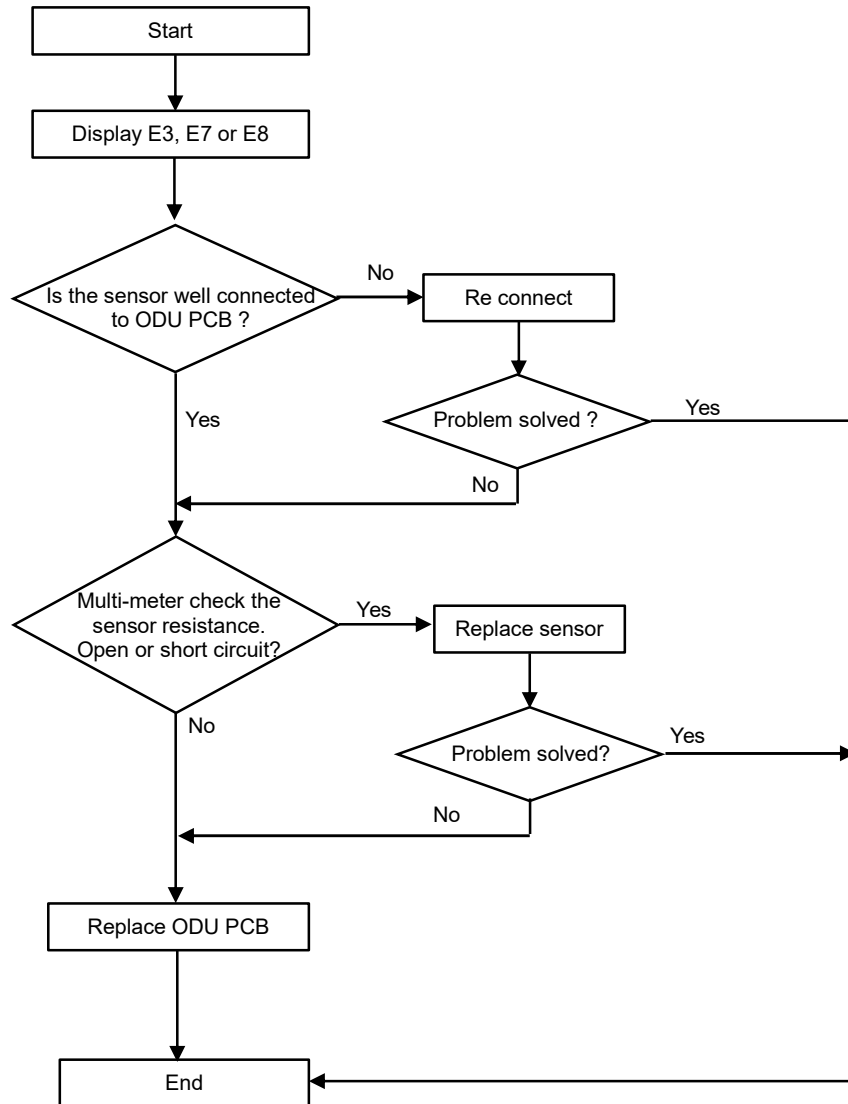 Start
Display E3, E7 or E8
No
Is the sensor well connected
to ODU PCB ?
Re connect
Yes
Problem solved ?
Yes
No
Multi-meter check the
sensor resistance.
Open or short circuit?
Yes
Replace sensor
No
Problem solved?
Yes
No
Replace ODU PCB
End